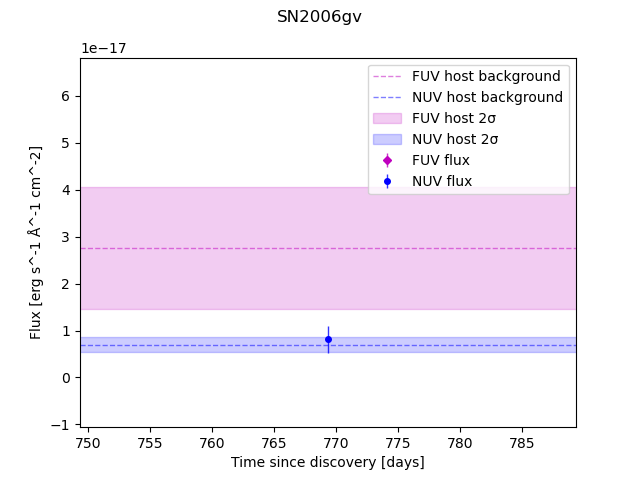 SN2006gv
1e−17
Flux [erg s^-1 Å^-1 cm^-2]
6
5
4
3
2
1
0
−1
FUV host background
NUV host background
FUV host 2σ
NUV host 2σ
FUV flux
NUV flux
750 755 760 765 770 775 780 785
Time since discovery [days]